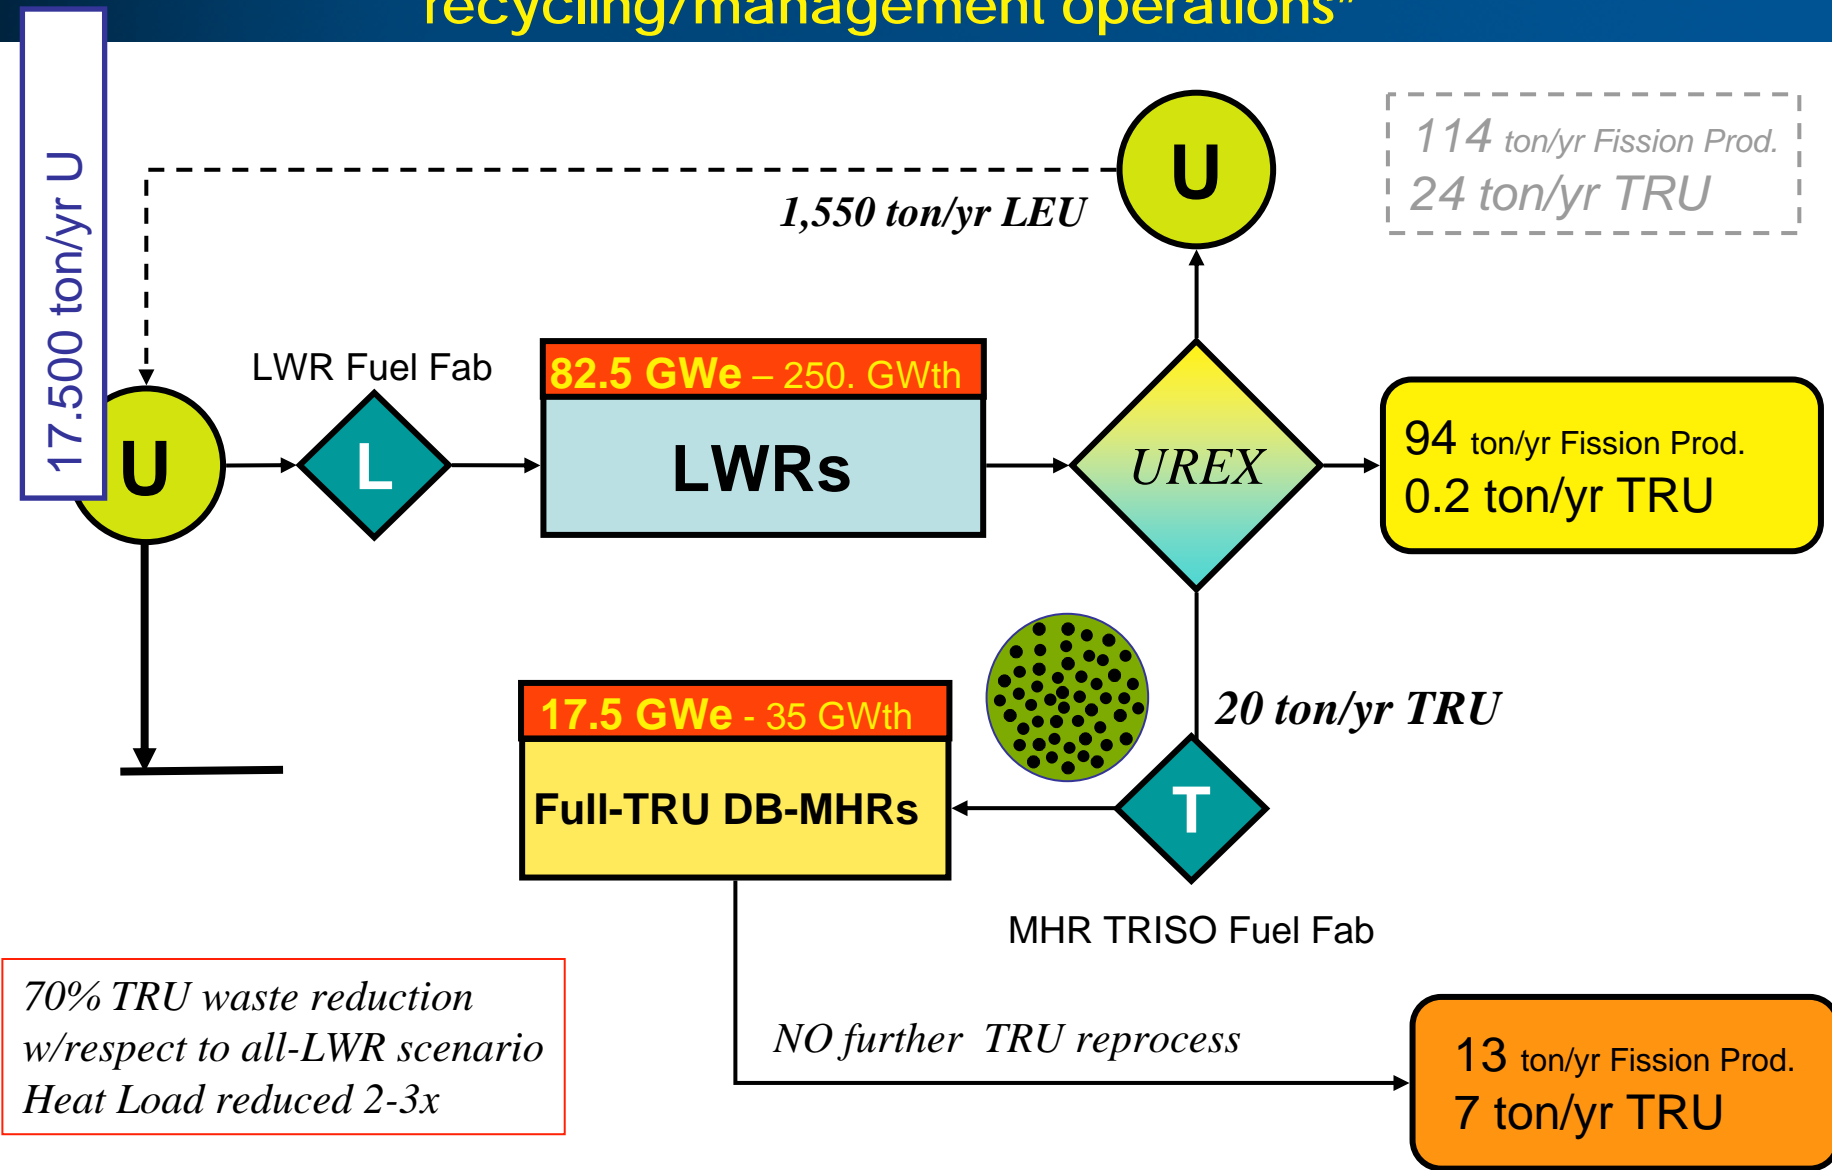 recycling/management operations"
17.500 ton/yr U
U
114 ton/yr Fission Prod.
24 ton/yr TRU
1,550 ton/yr LEU
LWR Fuel Fab
82.5 GWe – 250. GWth
U
L
LWRs
UREX
94 ton/yr Fission Prod.
0.2 ton/yr TRU
20 ton/yr TRU
17.5 GWe - 35 GWth
Full-TRU DB-MHRs
T
MHR TRISO Fuel Fab
70% TRU waste reduction
w/respect to all-LWR scenario
Heat Load reduced 2-3x
NO further TRU reprocess
13 ton/yr Fission Prod.
7 ton/yr TRU